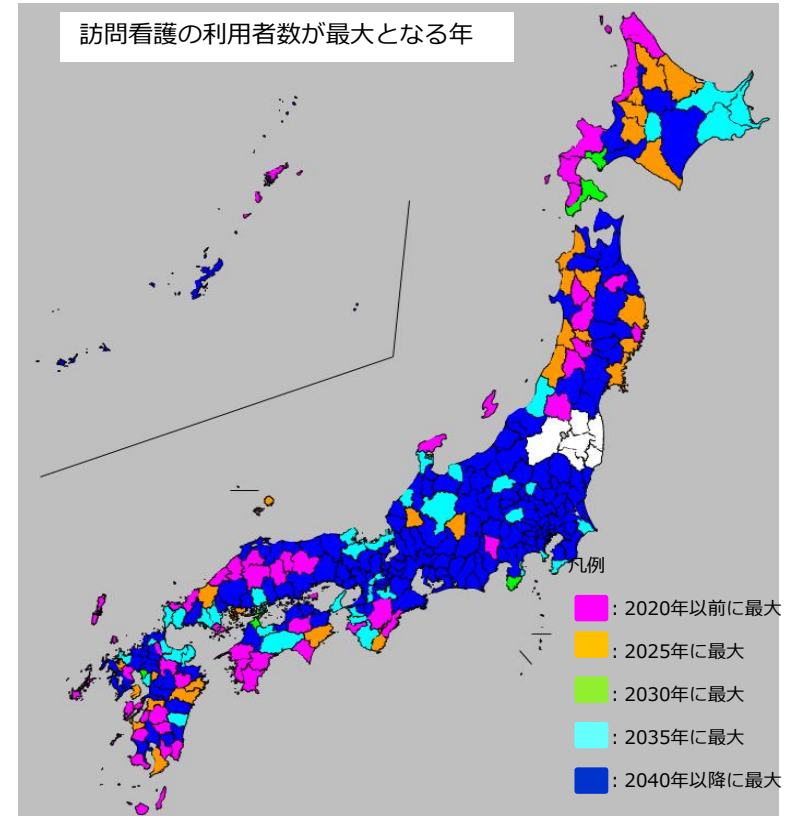 訪問看護の利用者数が最大となる年
凡例
：2020年以前に最大
：2025年に最大
：2030年に最大
：2035年に最大
：2040年以降に最大